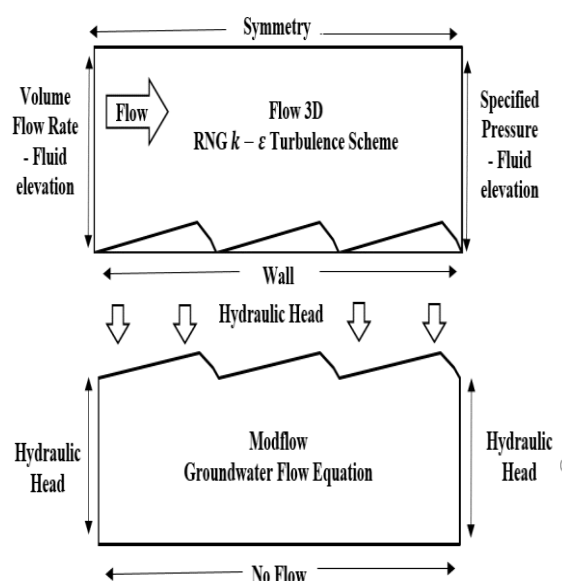 Symmetry
Volume
Flow Rate
- Fluid
elevation
Flow
Flow 3D
RNG k − ε Turbulence Scheme
Specified
Pressure
- Fluid
elevation
Wall
Hydraulic Head
Hydraulic
Head
Modflow
Groundwater Flow Equation
Hydraulic
Head
No Flow